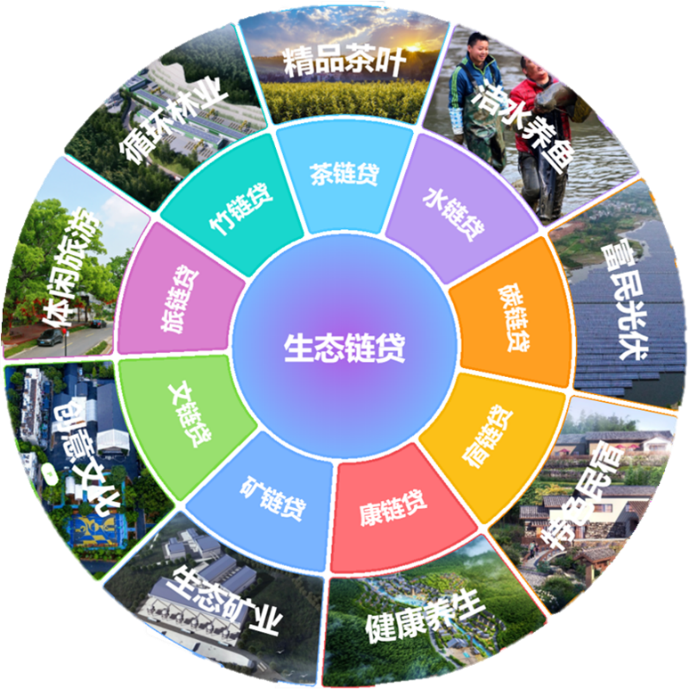 精品茶叶
洁水养鱼
富民光伏
特色民宿
健康养生
生态矿业
创意文化
休闲旅游
循环林业
茶链贷
水链贷
碳链贷
宿链贷
康链贷
矿链贷
文链贷
旅链贷
竹链贷
生态链贷